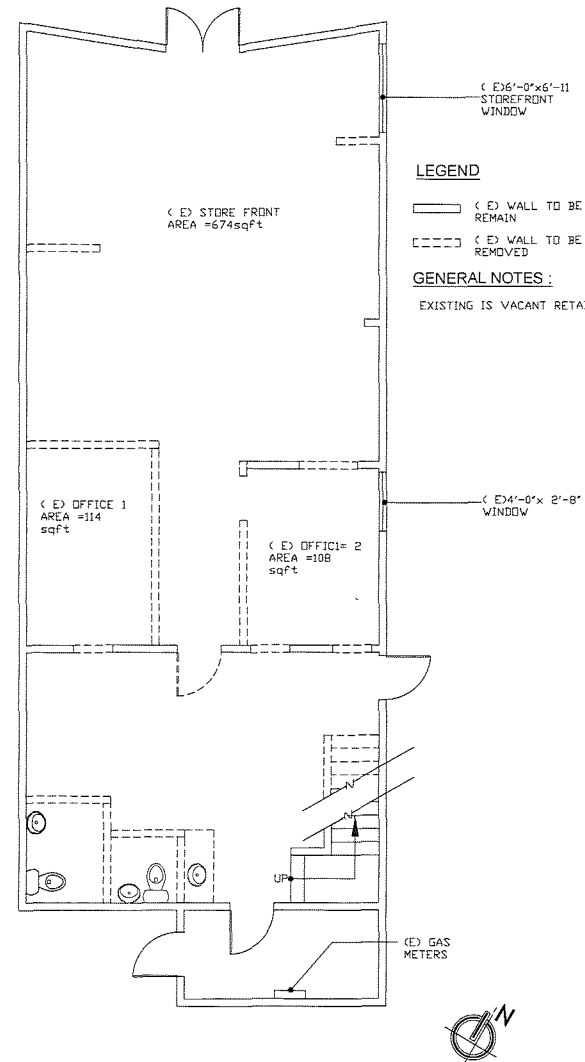 ( E)6'-0"x6'-11
STOREFRONT
WINDOW
LEGEND
( E) WALL TO BE
REMAIN
( E) WALL TO BE
REMOVED
GENERAL NOTES :
EXISTING IS VACANT RETA
( E) STORE FRONT
AREA =674sqft
( E) OFFICE 1
AREA =114
sqft
( E) OFFIC1= 2
AREA =108
sqft
( E)4'-0"x 2'-8"
WINDOW
N
N
UP
(E) GAS
METERS
N